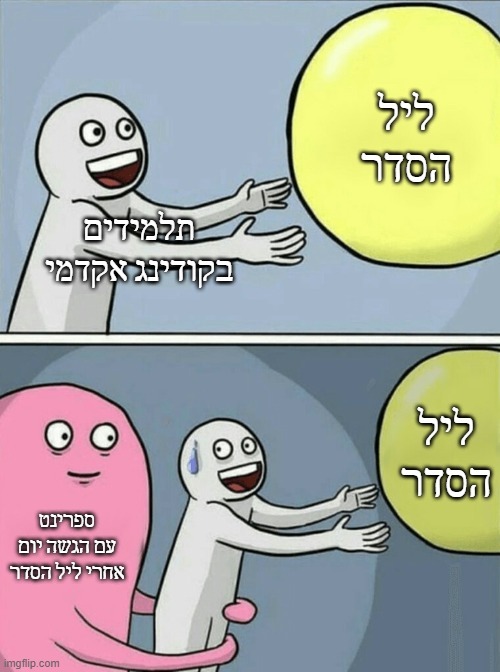 ליל
הסדר
תלמידים
בקודינג אקדמי
ליל
הסדר
ספרינט
עם הגשה יום
אחרי ליל הסדר
imgflip.com